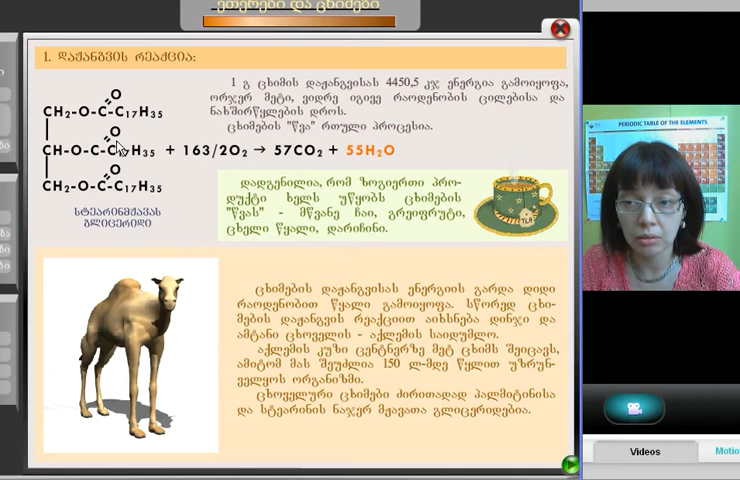 ეთერები და ცხიმები
1. დაჟანგვის რეაქცია:
1 გ ცხიმის დაჟანგვისას 4450,5 კჯ ენერგია გამოიყოფა,
ორჯერ მეტი, ვიდრე იგივე რაოდენობის ცილებისა და
ნახშირწყლების დროს.
ცხიმების "წვა" რთული პროცესია.
O
CH2-O-C-C17H35
O
CH-O-C-C17H35 + 163/2O2 → 57CO2 + 55H2O
O
CH2-O-C-C17H35
სტეარინმჟავას
გლიცერიდი
დადგენილია, რომ ზოგიერთი პრო-
დუქტი ხელს უწყობს ცხიმების
"წვას" - მწვანე ჩაი, გრეიფრუტი,
ცხელი წყალი, დარიჩინი.
TEA
ცხიმების დაჟანგვისას ენერგიის გარდა დიდი
რაოდენობით წყალი გამოიყოფა. სწორედ ცხი-
მების დაჟანგვის რეაქციით აიხსნება დინჯი და
ამტანი ცხოველის - აქლემის საიდუმლო.
აქლემის კუზი ცენტნერზე მეტ ცხიმს შეიცავს,
ამიტომ მას შეუძლია 150 ლ-მდე წყლით უზრუნ-
ველყოს ორგანიზმი.
ცხოველური ცხიმები ძირითადად პალმიტინისა
და სტეარინის ნაჯერ მჟავათა გლიცერიდებია.
PERIODIC TABLE OF THE ELEMENTS
Videos
Motio